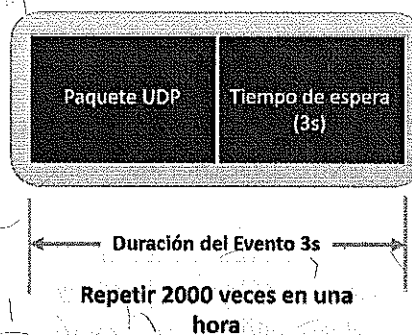 Paquete UDP
Tiempo de espera
(3s)
Duración del Evento 3s
Repetir 2000 veces en una
hora